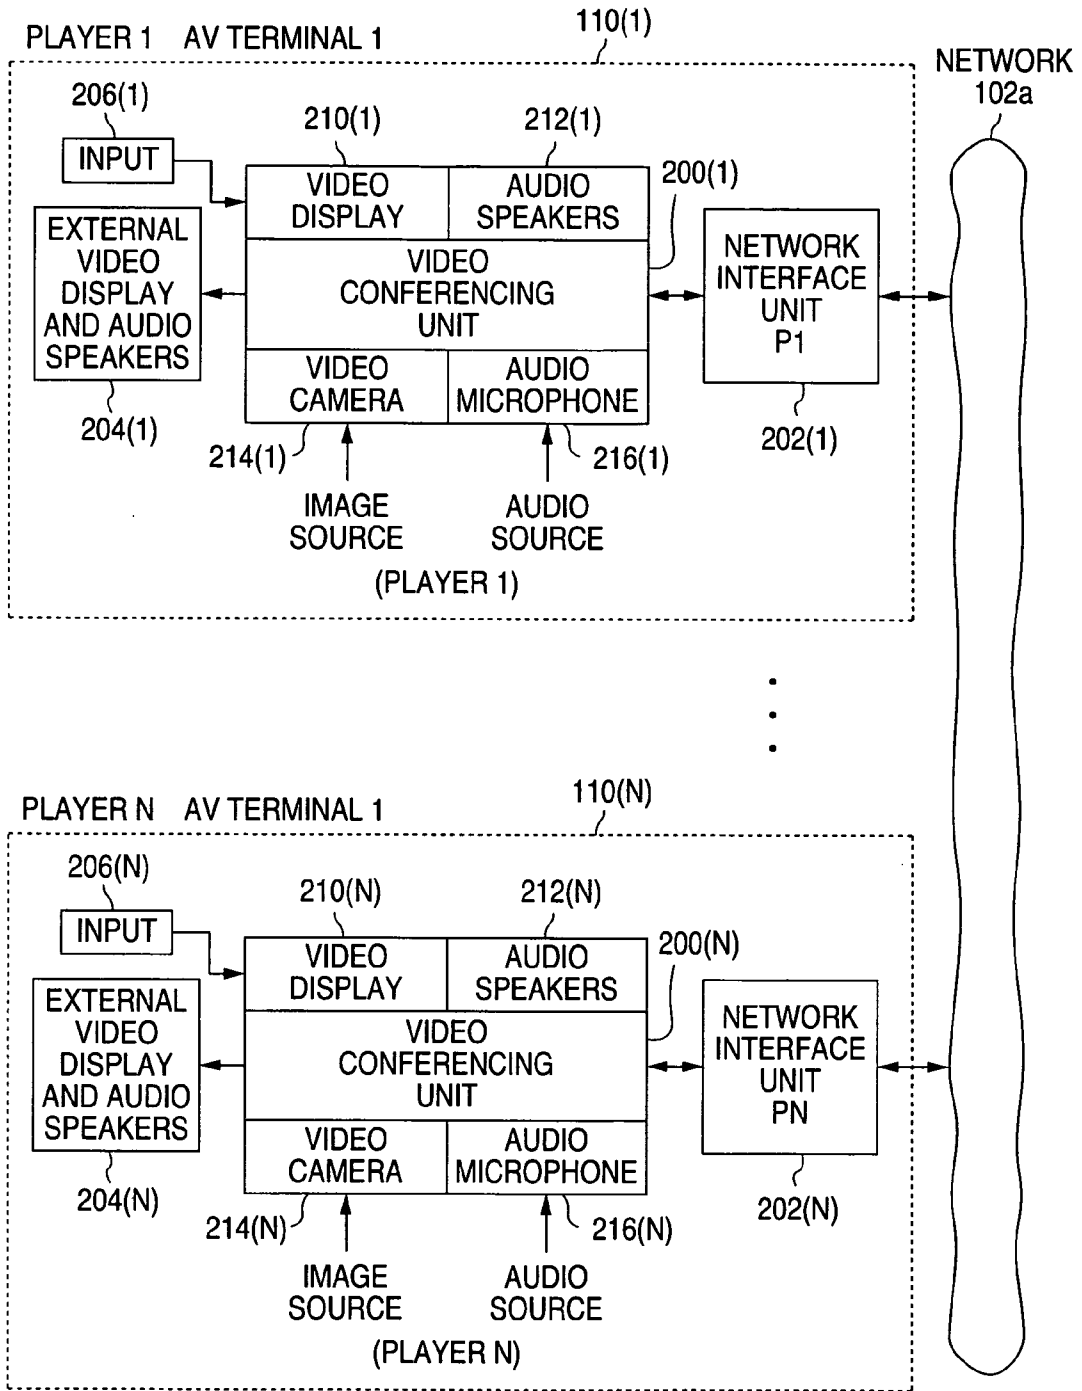 PLAYER 1 AV TERMINAL 1
110(1)
NETWORK
102a
206(1)
INPUT
210(1)
212(1)
200(1)
VIDEO
DISPLAY
AUDIO
SPEAKERS
EXTERNAL
VIDEO
DISPLAY
AND AUDIO
SPEAKERS
204(1)
VIDEO
CONFERENCING
UNIT
NETWORK
INTERFACE
UNIT
P1
202(1)
VIDEO
CAMERA
AUDIO
MICROPHONE
214(1)
216(1)
IMAGE
SOURCE
AUDIO
SOURCE
(PLAYER 1)
PLAYER N AV TERMINAL 1
110(N)
206(N)
INPUT
210(N)
212(N)
200(N)
VIDEO
DISPLAY
AUDIO
SPEAKERS
EXTERNAL
VIDEO
DISPLAY
AND AUDIO
SPEAKERS
204(N)
VIDEO
CONFERENCING
UNIT
NETWORK
INTERFACE
UNIT
PN
202(N)
VIDEO
CAMERA
AUDIO
MICROPHONE
214(N)
216(N)
IMAGE
SOURCE
AUDIO
SOURCE
(PLAYER N)